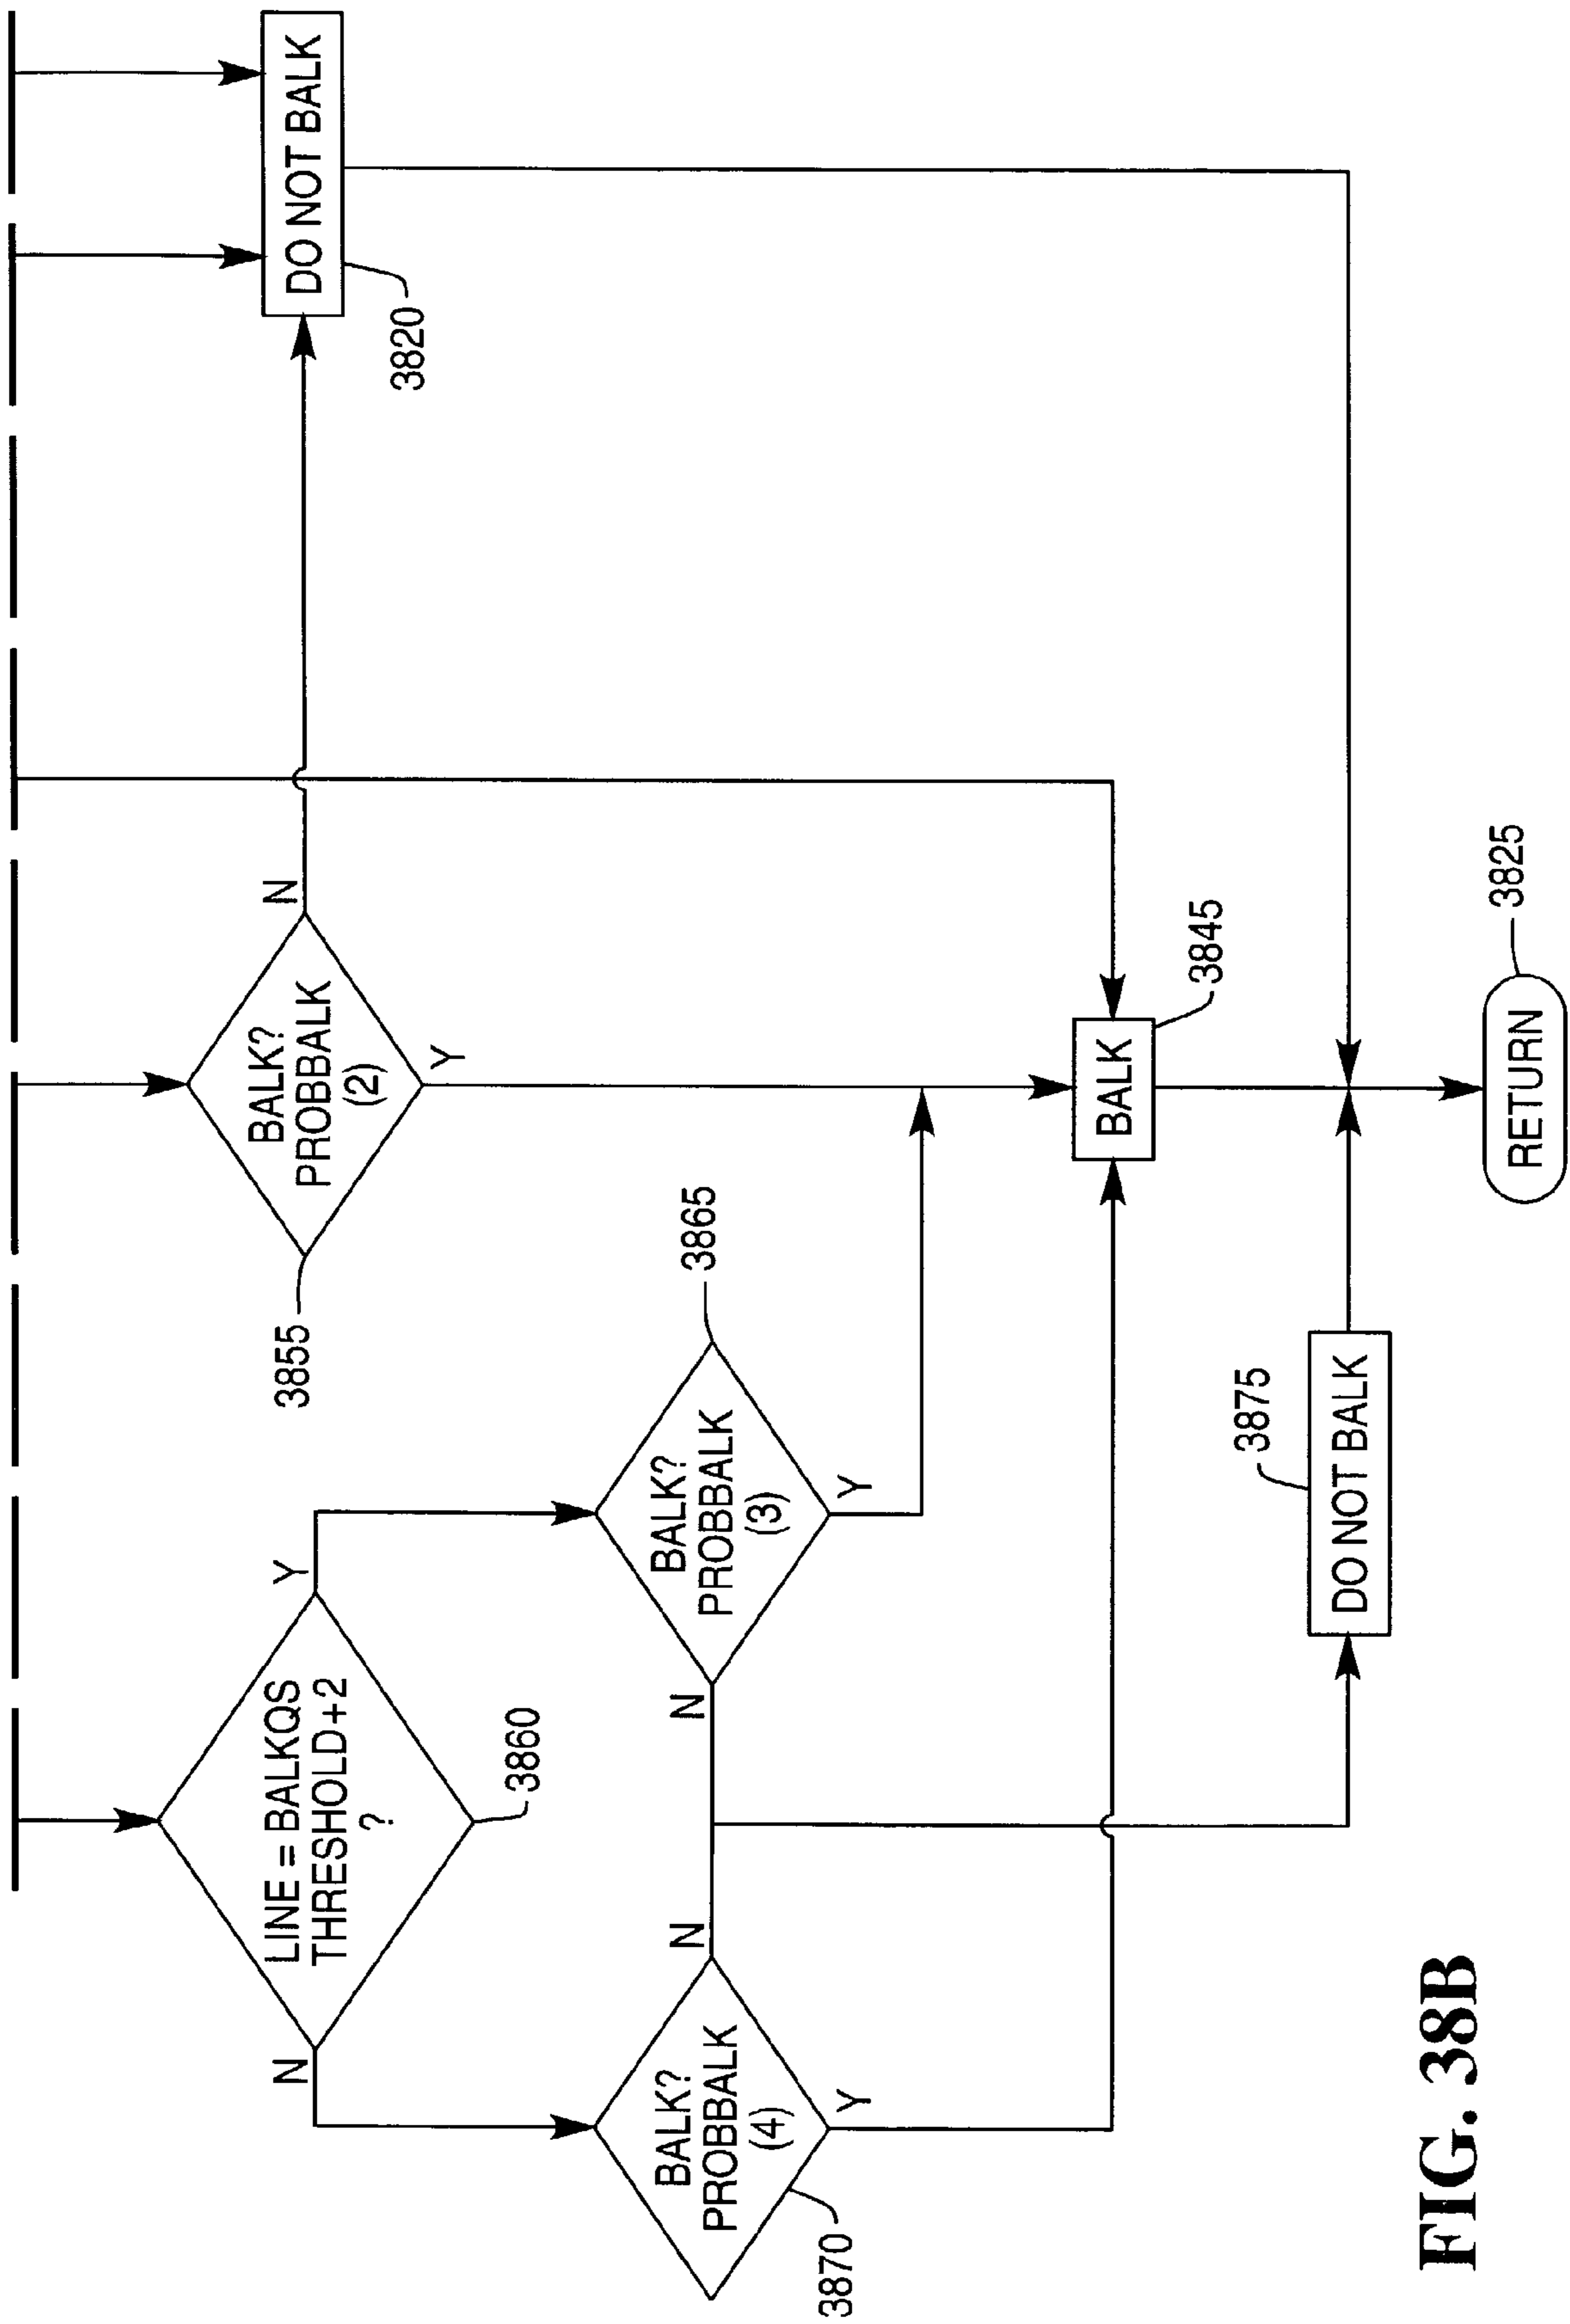 LINE = BALKQS
THRESHOLD+2
?
N
Y
3860
BALK?
PROBBALK
(2)
N
Y
3855
DO NOT BALK
3820
BALK?
PROBBALK
(4)
N
Y
3870
BALK?
PROBBALK
(3)
N
Y
3865
BALK
3845
DO NOT BALK
3875
RETURN
3825
FIG. 38B